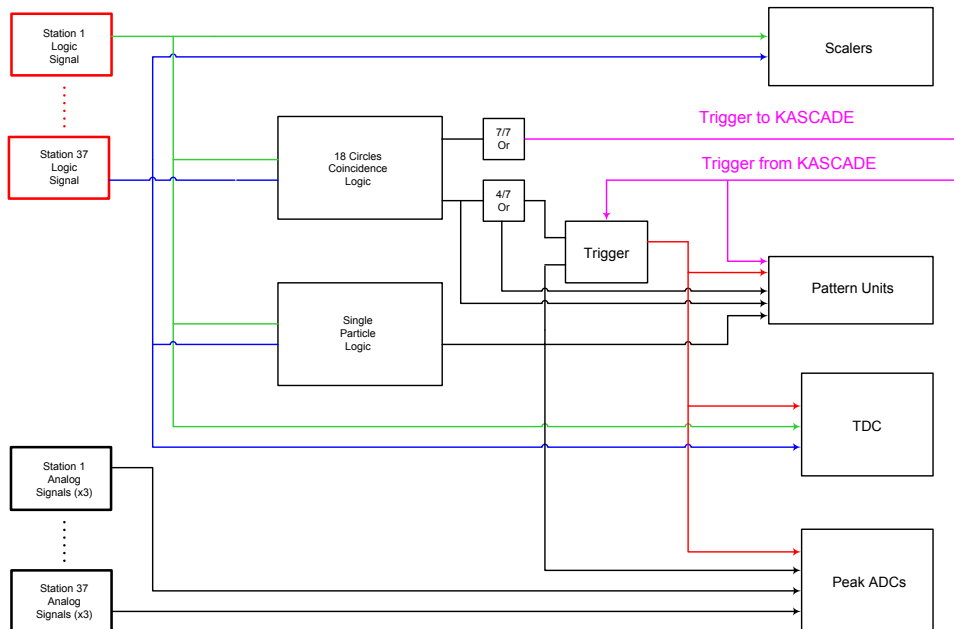 Station 1
Logic
Signal
Scalers
Station 37
Logic
Signal
18 Circles
Coincidence
Logic
7/7
Or
Trigger to KASCADE
Trigger from KASCADE
4/7
Or
Trigger
Pattern Units
Single
Particle
Logic
TDC
Station 1
Analog
Signals (x3)
Station 37
Analog
Signals (x3)
Peak ADCs